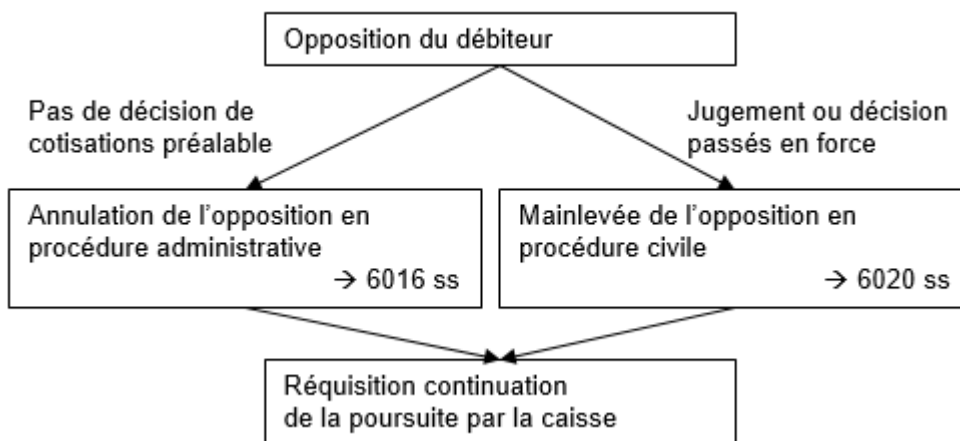 Opposition du débiteur
Pas de décision de
cotisations préalable
Jugement ou décision
passés en force
Annulation de l'opposition en
procédure administrative
→ 6016 ss
Mainlevée de l'opposition en
procédure civile
→ 6020 ss
Réquisition continuation
de la poursuite par la caisse